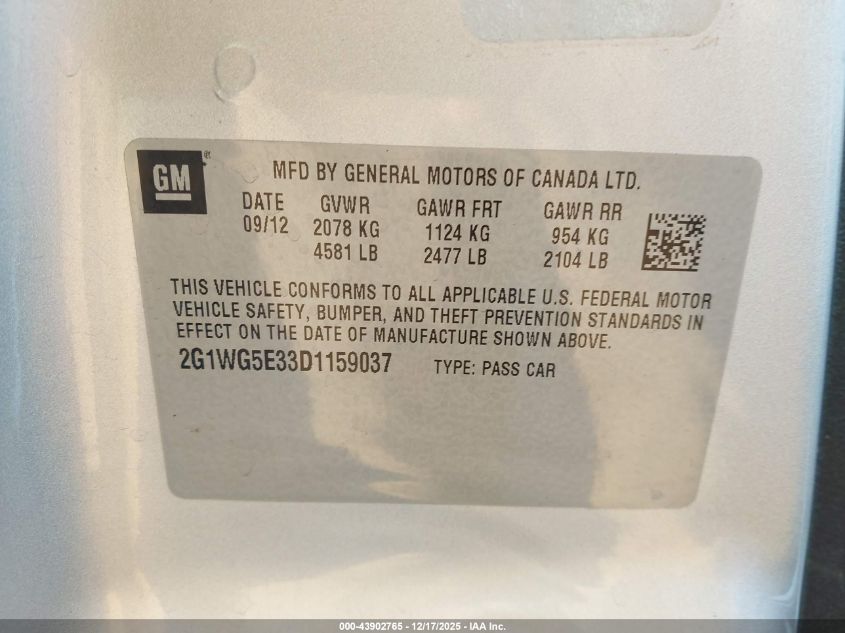 GM
MFD BY GENERAL MOTORS OF CANADA LTD.
DATE GVWR GAWR FRT GAWR RR
09/12 2078 KG 1124 KG 954 KG
4581 LB 2477 LB 2104 LB
THIS VEHICLE CONFORMS TO ALL APPLICABLE U.S. FEDERAL MOTOR
VEHICLE SAFETY, BUMPER, AND THEFT PREVENTION STANDARDS IN
EFFECT ON THE DATE OF MANUFACTURE SHOWN ABOVE.
2G1WG5E33D1159037 TYPE: PASS CAR
000-43902765 - 12/17/2025 - IAA Inc.